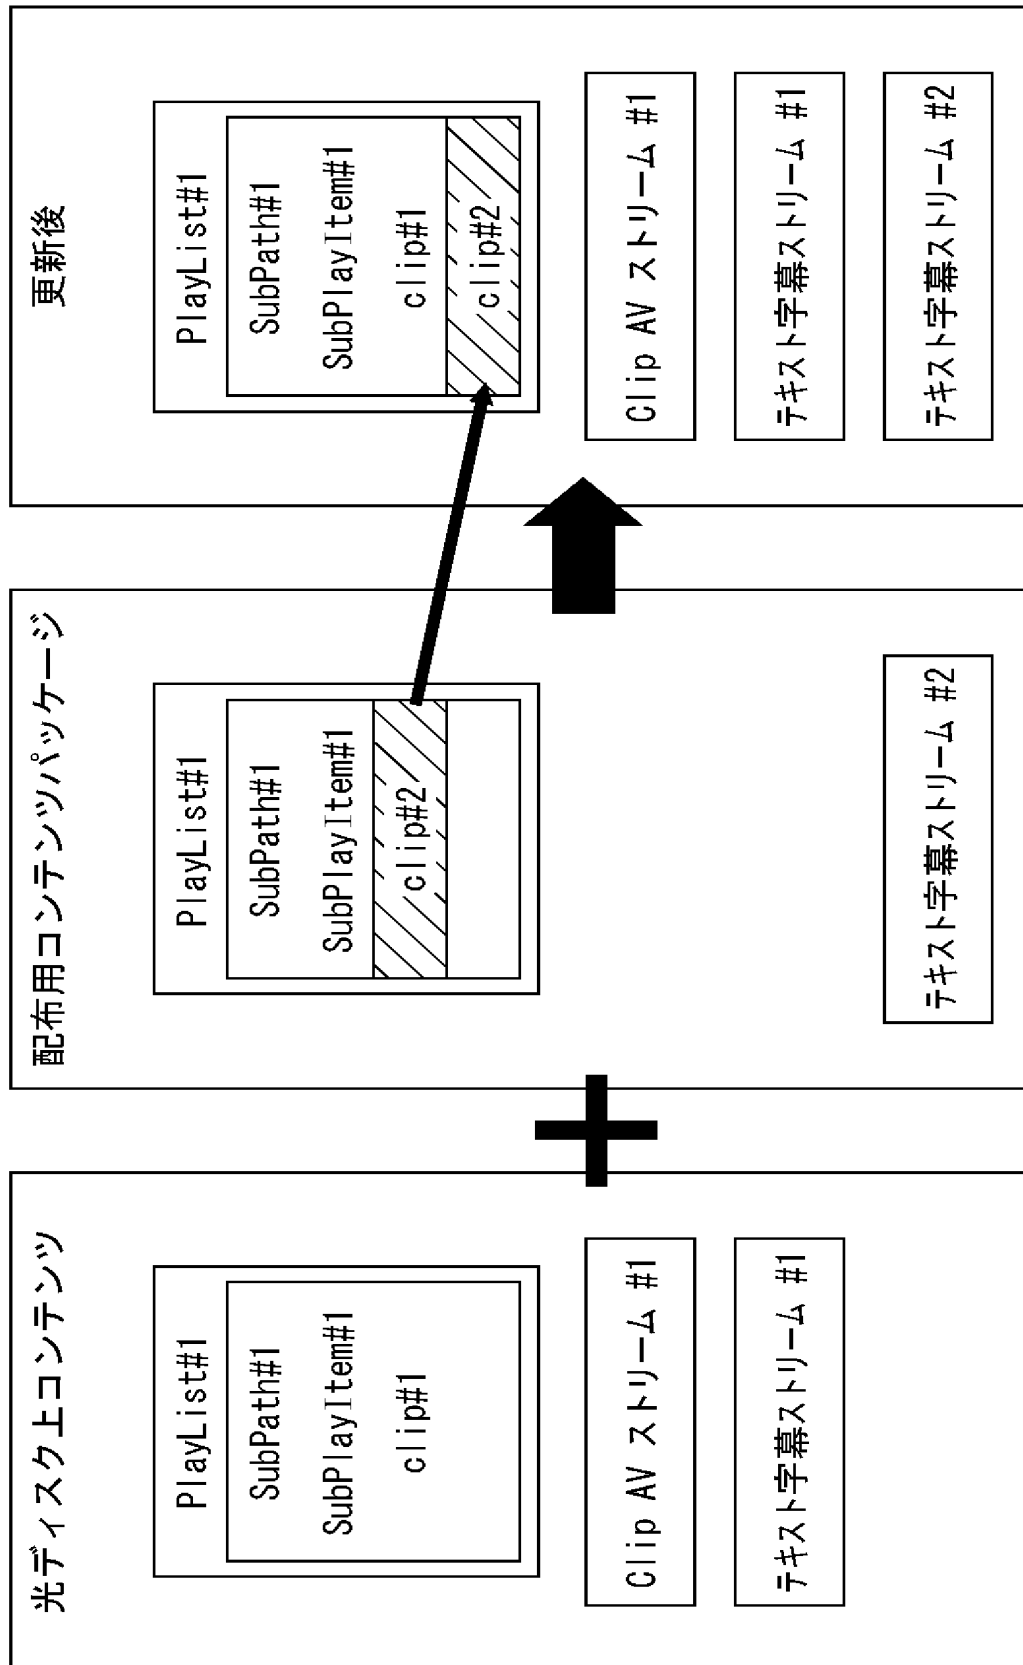 光ディスク上コンテンツ
PlayList#1
SubPath#1
SubPlayItem#1
clip#1
Clip AV ストリーム #1
テキスト字幕ストリーム #1
配布用コンテンツパッケージ
PlayList#1
SubPath#1
SubPlayItem#1
clip#2
テキスト字幕ストリーム #2
更新後
PlayList#1
SubPath#1
SubPlayItem#1
clip#1
clip#2
Clip AV ストリーム #1
テキスト字幕ストリーム #1
テキスト字幕ストリーム #2